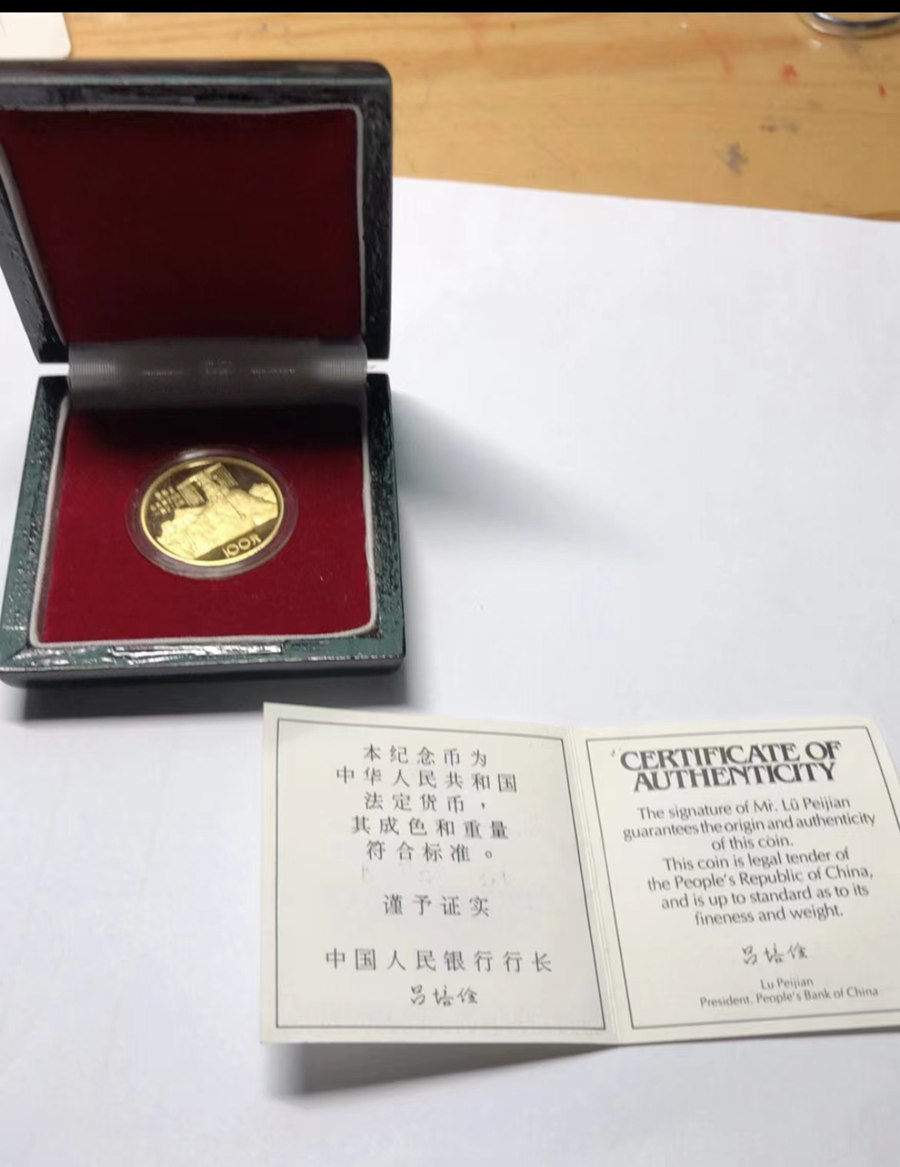 100元
本纪念币为
中华人民共和国
法定货币，
其成色和重量
符合标准。
谨予证实
中国人民银行行长
吕培俭
CERTIFICATE OF
AUTHENTICITY
The signature of Mr. Lü Peijian
guarantees the origin and authenticity
of this coin.
This coin is legal tender of
the People's Republic of China,
and is up to standard as to its
fineness and weight.
吕培俭
Lu Peijian
President, People's Bank of China